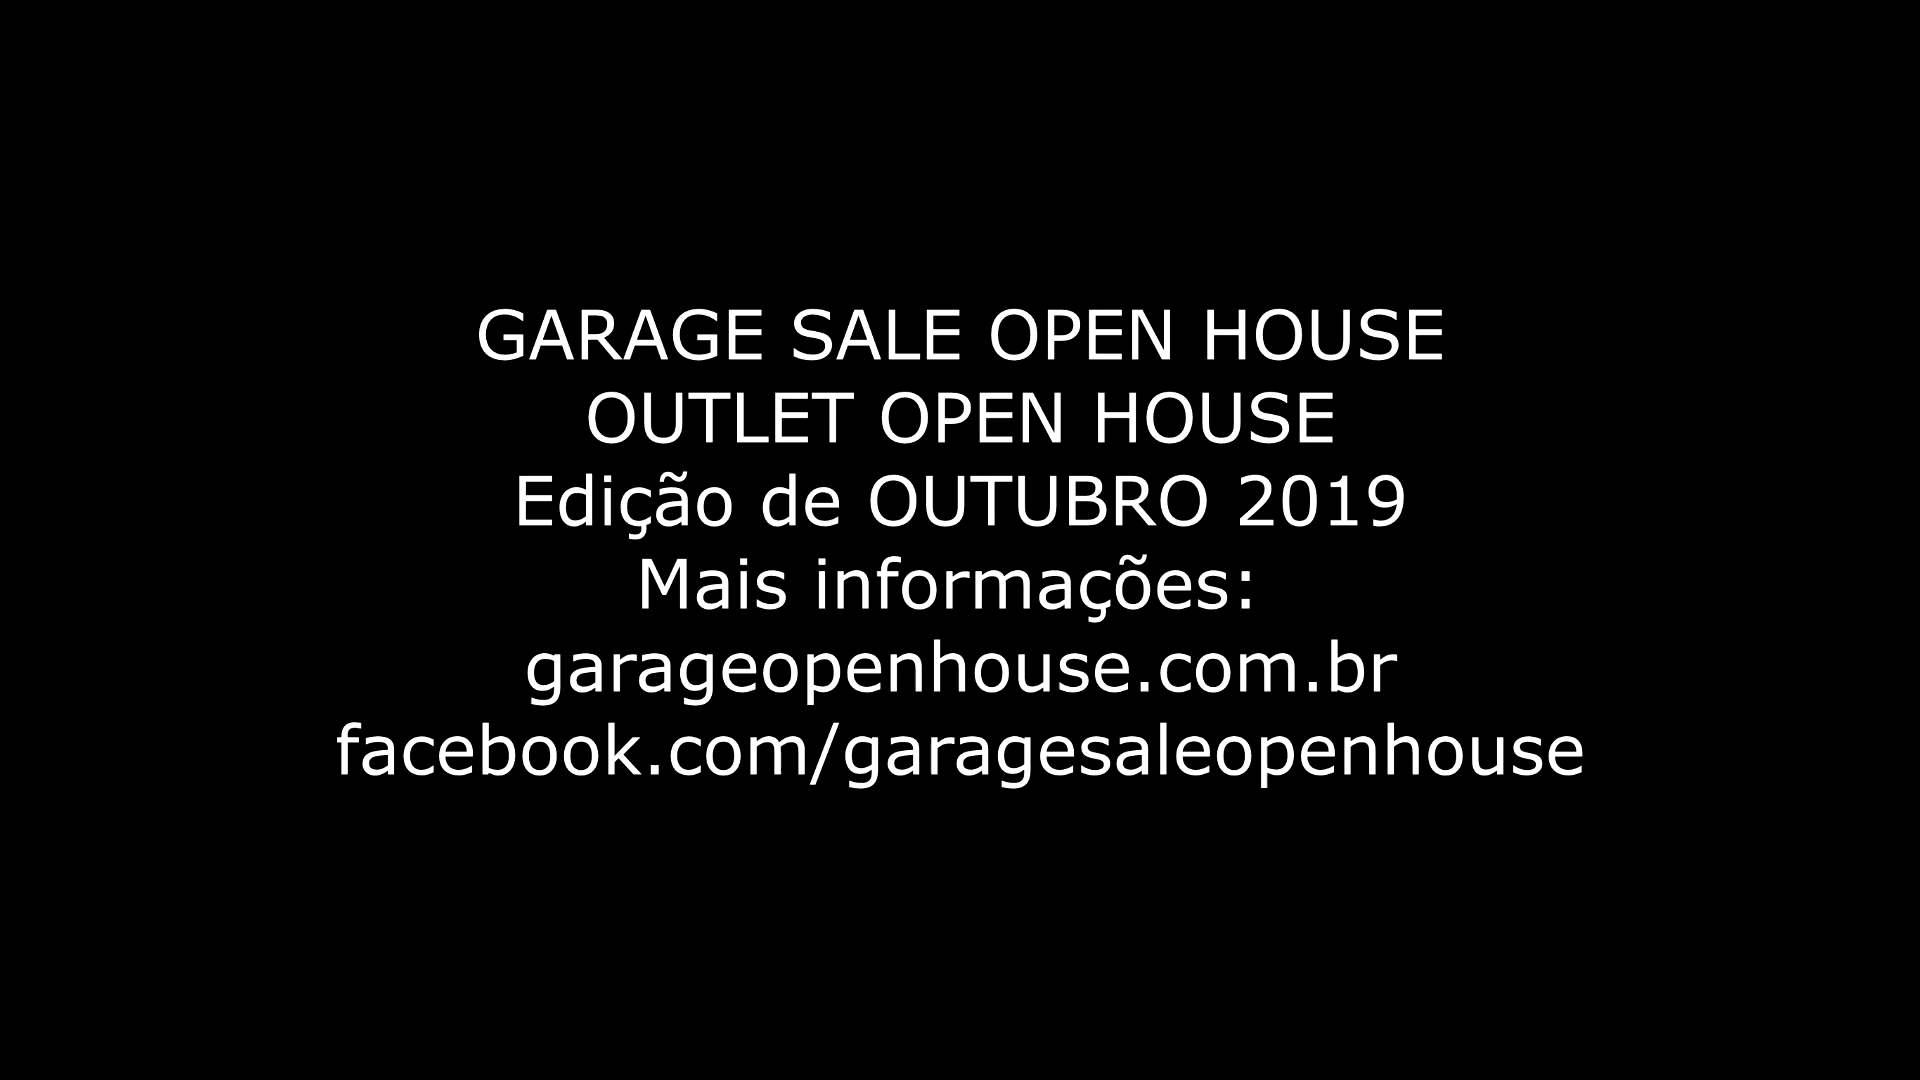 GARAGE SALE OPEN HOUSE
OUTLET OPEN HOUSE
Edição de OUTUBRO 2019
Mais informações:
garageopenhouse.com.br
facebook.com/garagesaleopenhouse